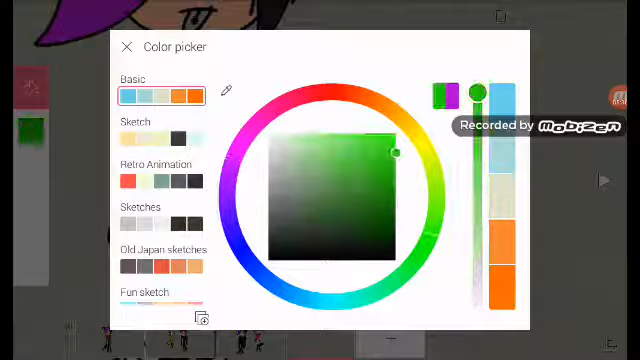 Color picker
Basic
Sketch
Recorded by MOBIZEN
Retro Animation
Sketches
Old Japan sketches
Fun sketch